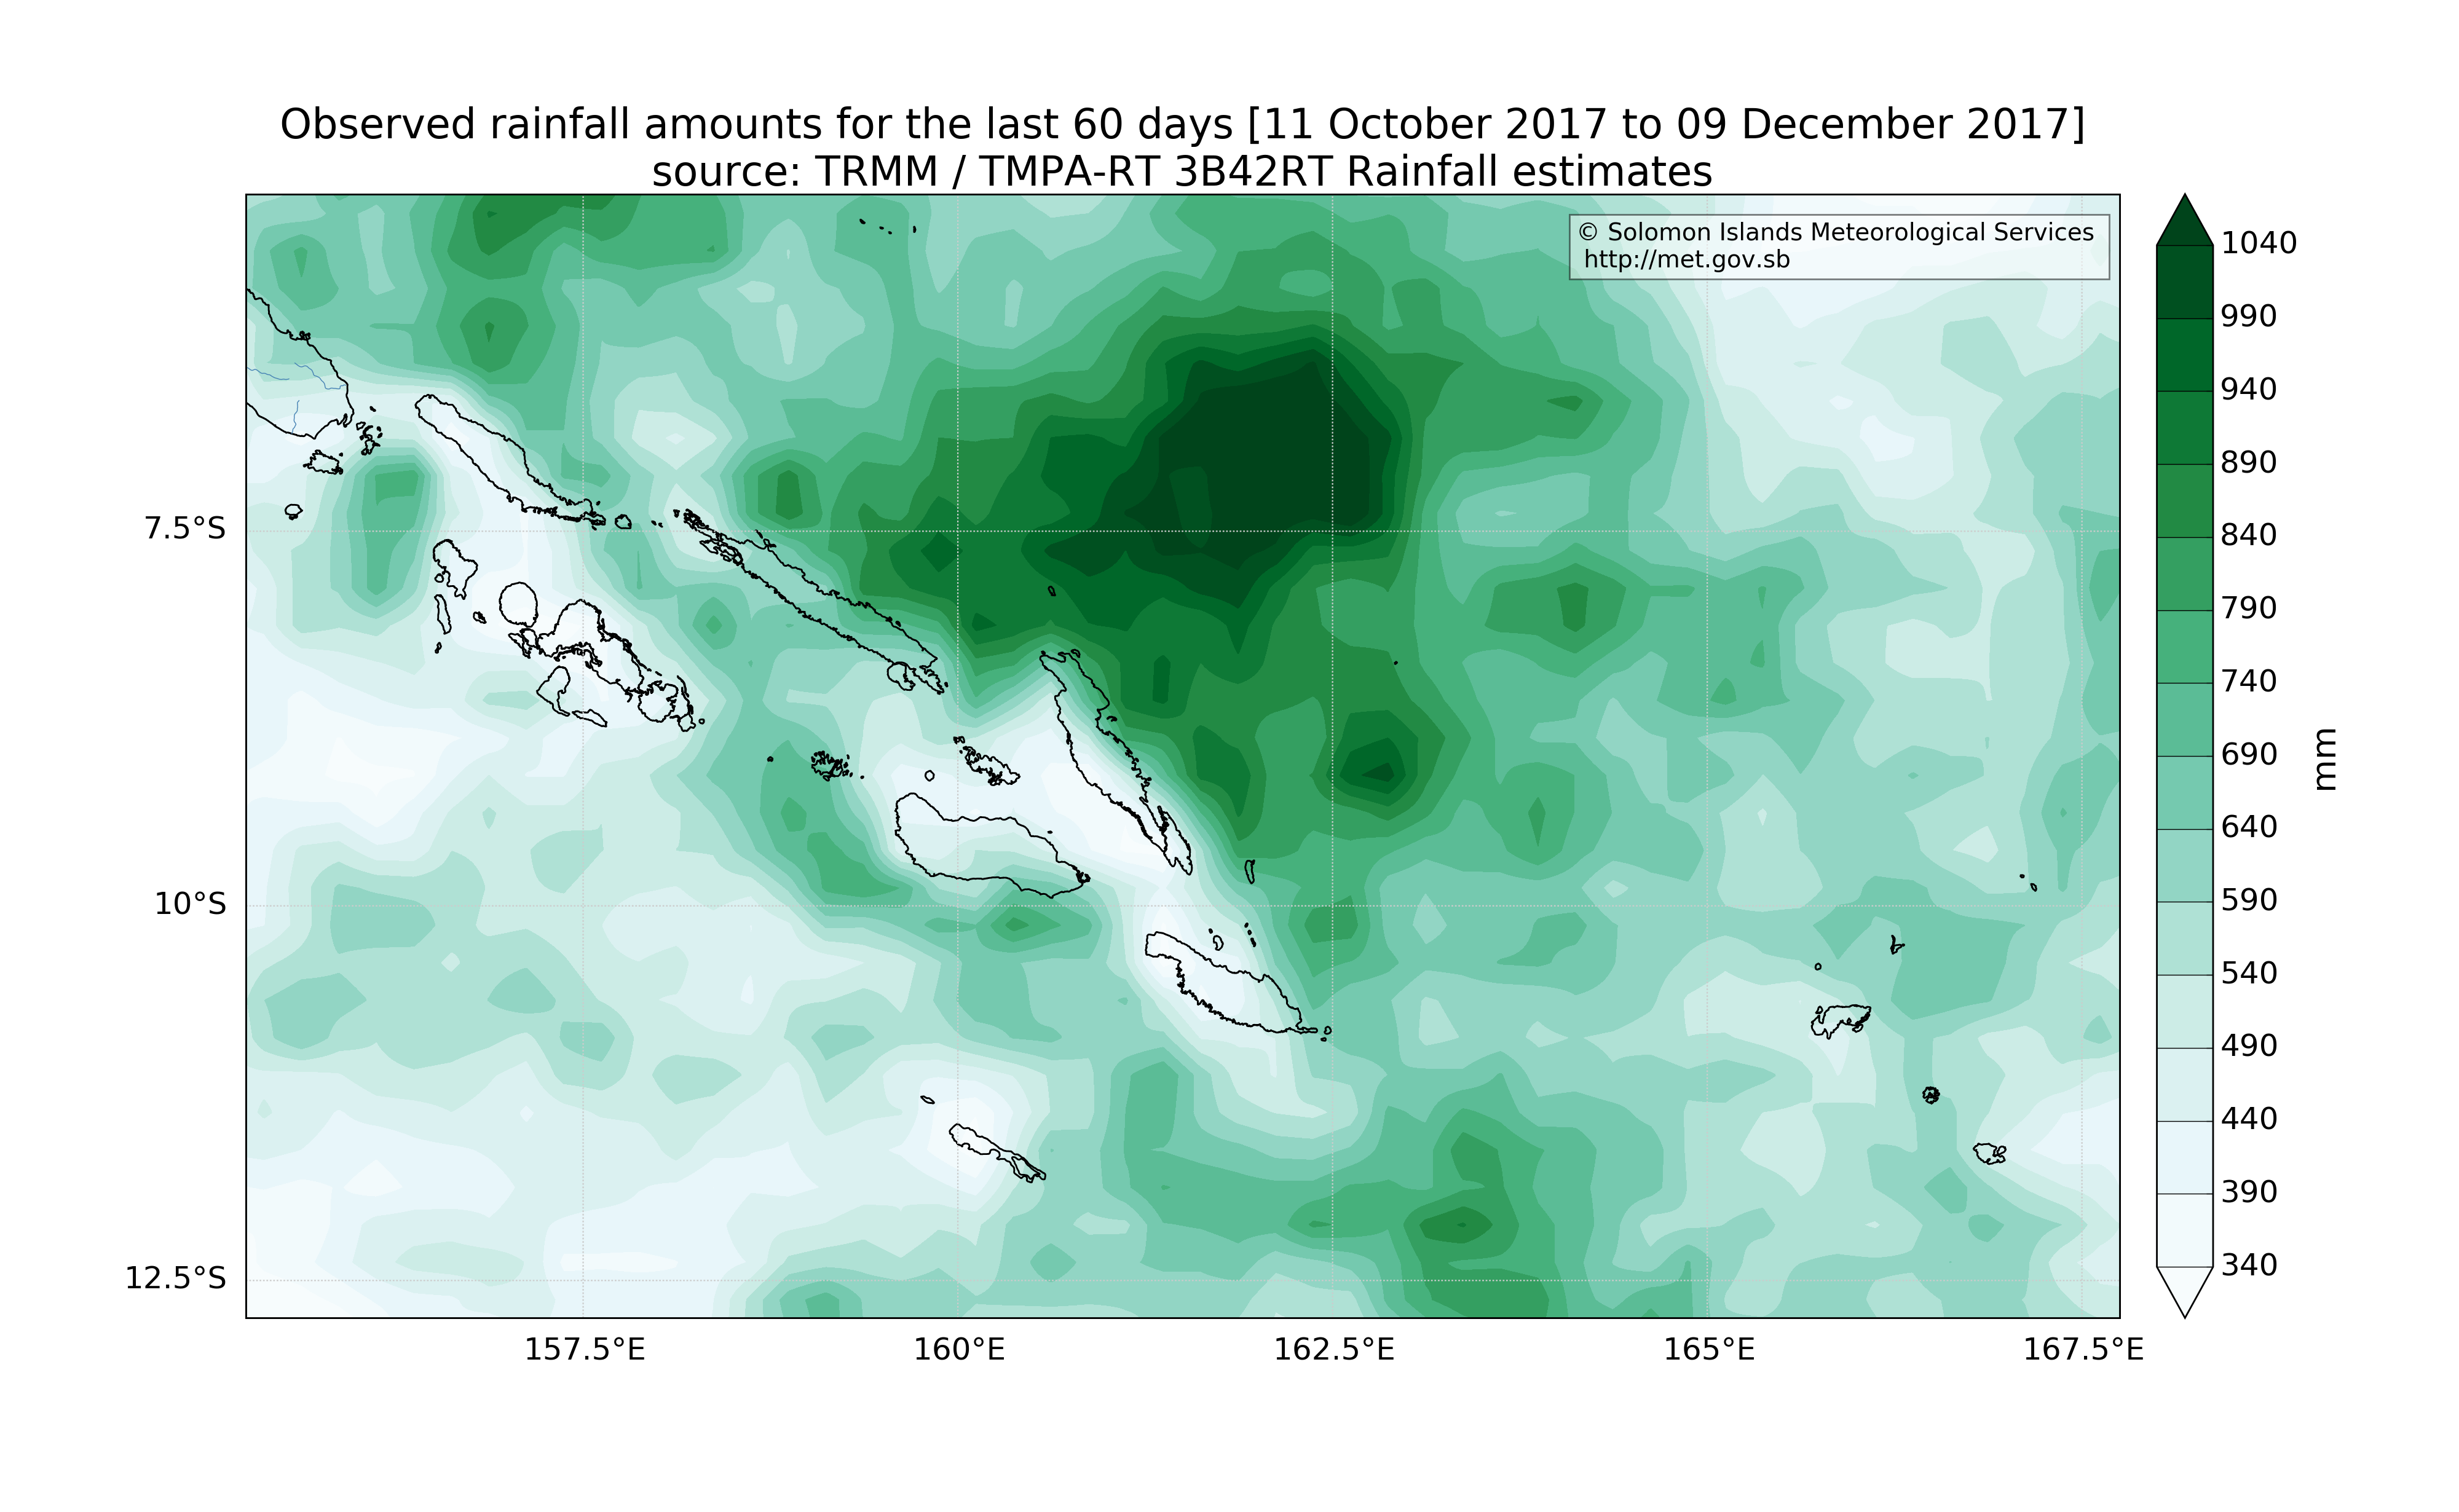 Observed rainfall amounts for the last 60 days [11 October 2017 to 09 December 2017]
source: TRMM / TMPA-RT 3B42RT Rainfall estimates
© Solomon Islands Meteorological Services
http://met.gov.sb
7.5°S
10°S
12.5°S
157.5°E
160°E
162.5°E
165°E
167.5°E
1040
990
940
890
840
790
740
690
640
590
540
490
440
390
340
mm